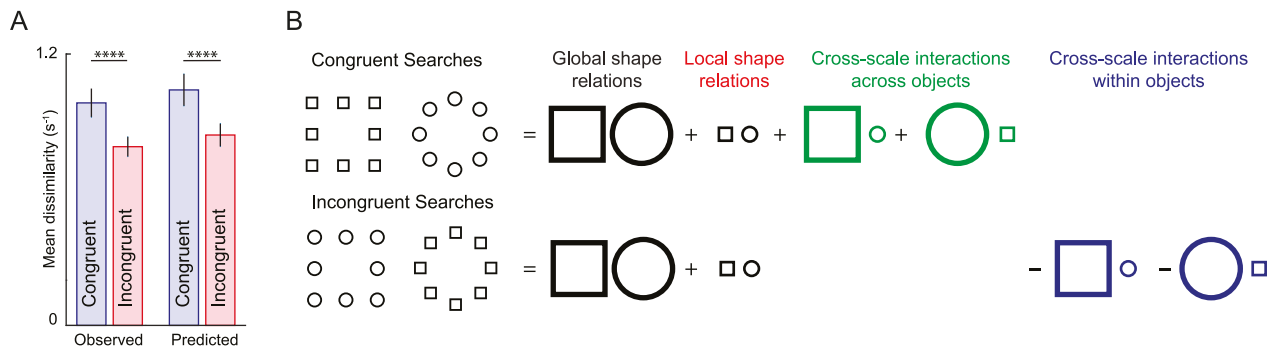 A
1.2
****
****
Mean dissimilarity (s⁻¹)
Congruent
Incongruent
Congruent
Incongruent
0
Observed
Predicted
B
Congruent Searches
Global shape
relations
Local shape
relations
Cross-scale interactions
across objects
Cross-scale interactions
within objects
= + + +
Incongruent Searches
= + – –